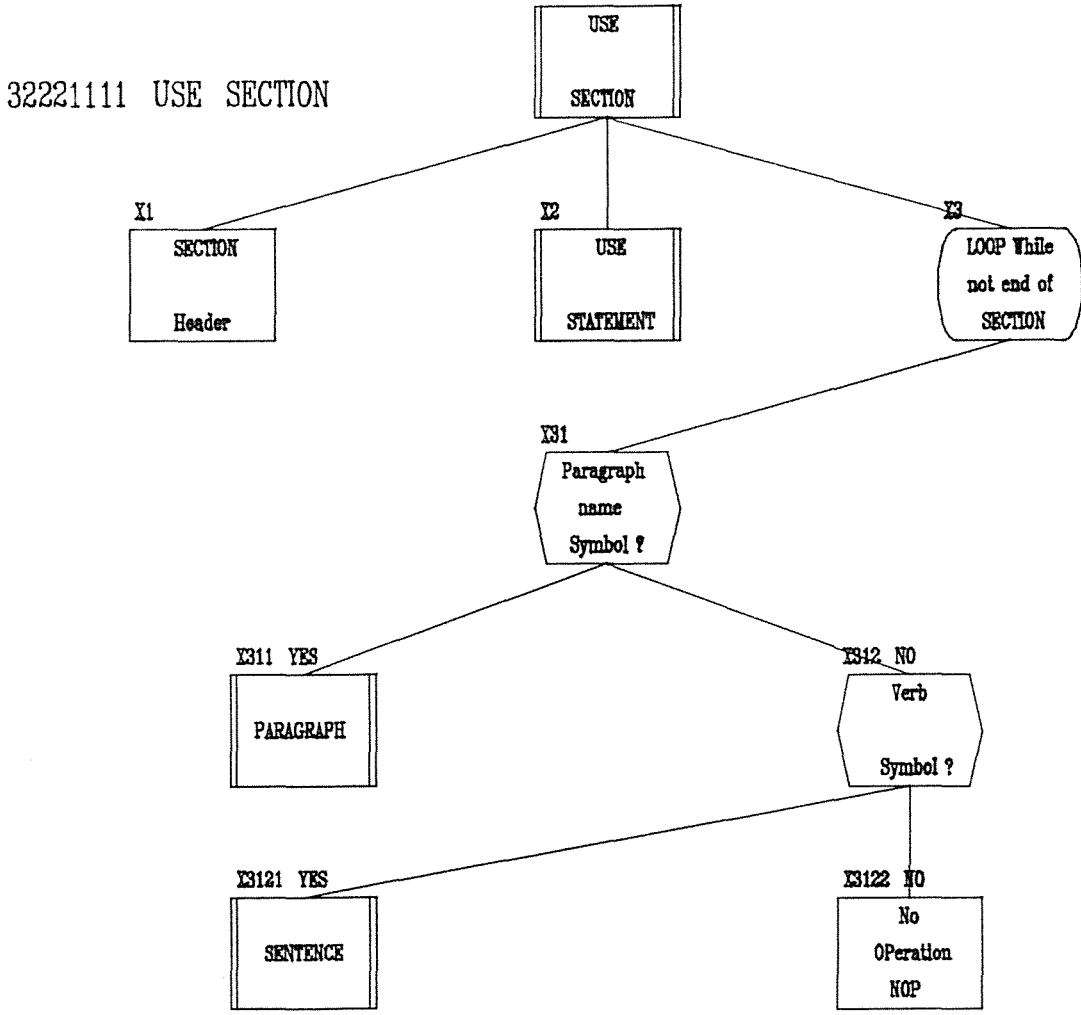 USE
SECTION
32221111 USE SECTION
X1
SECTION
Header
X2
USE
STATEMENT
X3
LOOP While
not end of
SECTION
X31
Paragraph
name
Symbol ?
X311 YES
PARAGRAPH
X312 NO
Verb
Symbol ?
X3121 YES
SENTENCE
X3122 NO
No
OPeration
NOP